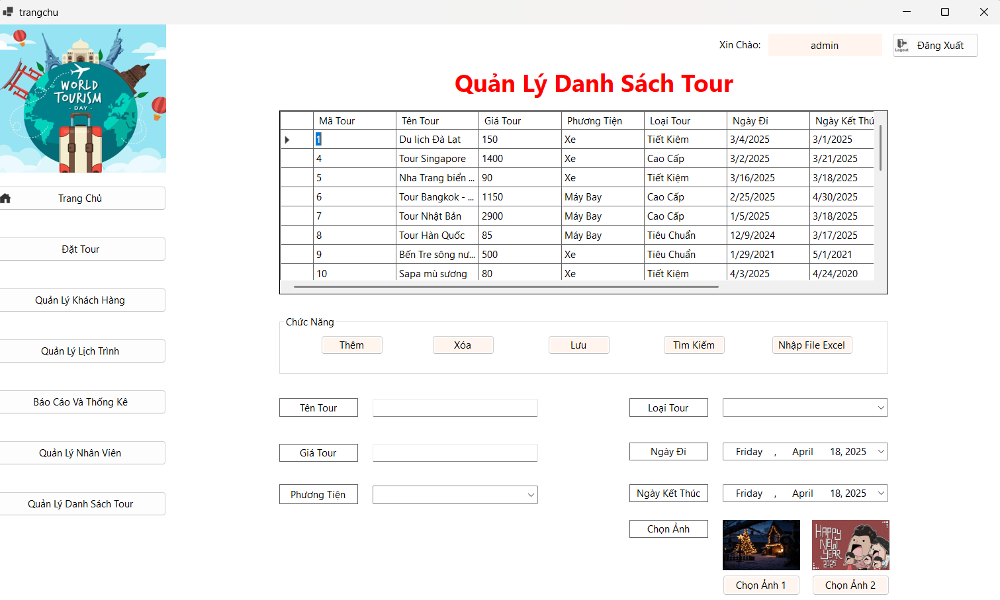 trangchu
WORLD
TOURISM
- DAY -
Xin Chào: admin Logout Đăng Xuất
Quản Lý Danh Sách Tour
Mã Tour Tên Tour Giá Tour Phương Tiện Loại Tour Ngày Đi Ngày Kết Thú
1 Du lịch Đà Lạt 150 Xe Tiết Kiệm 3/4/2025 3/1/2025
4 Tour Singapore 1400 Xe Cao Cấp 3/2/2025 3/21/2025
5 Nha Trang biển ... 90 Xe Tiết Kiệm 3/16/2025 3/18/2025
6 Tour Bangkok - ... 1150 Máy Bay Cao Cấp 2/25/2025 4/30/2025
7 Tour Nhật Bản 2900 Máy Bay Cao Cấp 1/5/2025 3/18/2025
8 Tour Hàn Quốc 85 Máy Bay Tiêu Chuẩn 12/9/2024 3/17/2025
9 Bến Tre sông nư... 500 Xe Tiêu Chuẩn 1/29/2021 5/1/2021
10 Sapa mù sương 80 Xe Tiết Kiệm 4/3/2025 4/24/2020
Trang Chủ
Đặt Tour
Quản Lý Khách Hàng
Quản Lý Lịch Trình
Báo Cáo Và Thống Kê
Quản Lý Nhân Viên
Quản Lý Danh Sách Tour
Chức Năng
Thêm Xóa Lưu Tìm Kiếm Nhập File Excel
Tên Tour
Giá Tour
Phương Tiện
Loại Tour
Ngày Đi Friday , April 18, 2025
Ngày Kết Thúc Friday , April 18, 2025
Chọn Ảnh
HAPPY
NEW
YEAR
2025
Chọn Ảnh 1 Chọn Ảnh 2